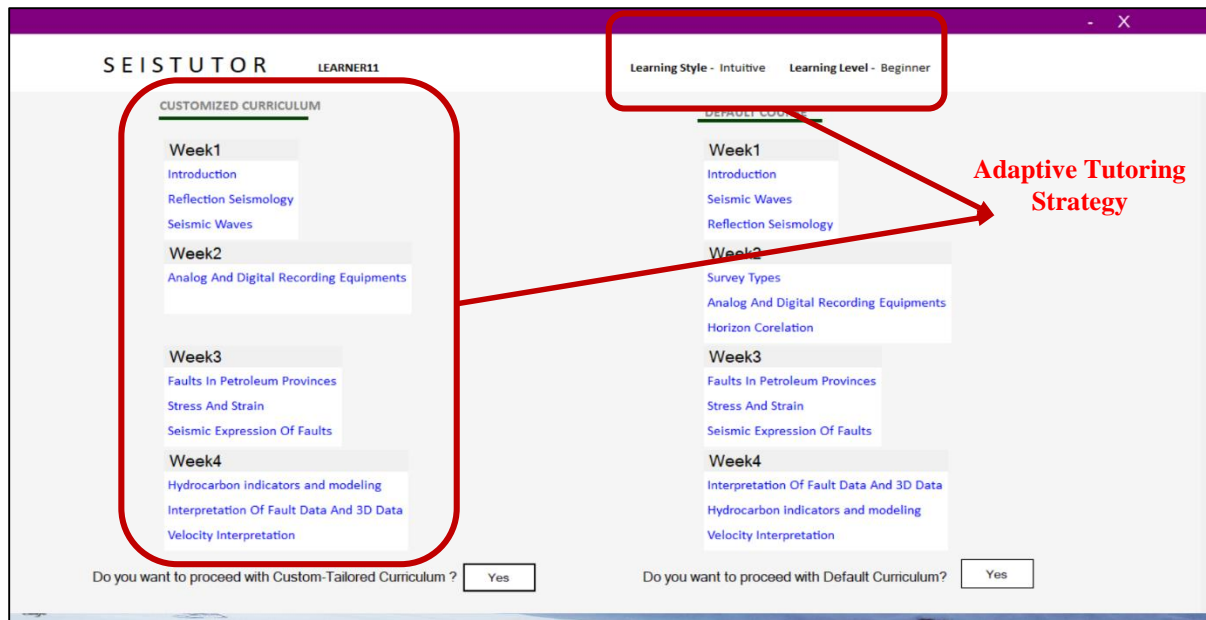 - X
SEISTUTOR LEARNER11 Learning Style - Intuitive Learning Level - Beginner
CUSTOMIZED CURRICULUM
Week1
Introduction
Reflection Seismology
Seismic Waves
Week2
Analog And Digital Recording Equipments
Week3
Faults In Petroleum Provinces
Stress And Strain
Seismic Expression Of Faults
Week4
Hydrocarbon indicators and modeling
Interpretation Of Fault Data And 3D Data
Velocity Interpretation
Do you want to proceed with Custom-Tailored Curriculum ? Yes
DEFAULT COURSE
Week1
Introduction
Seismic Waves
Reflection Seismology
Week2
Survey Types
Analog And Digital Recording Equipments
Horizon Corelation
Week3
Faults In Petroleum Provinces
Stress And Strain
Seismic Expression Of Faults
Week4
Interpretation Of Fault Data And 3D Data
Hydrocarbon indicators and modeling
Velocity Interpretation
Do you want to proceed with Default Curriculum? Yes
Adaptive Tutoring
Strategy